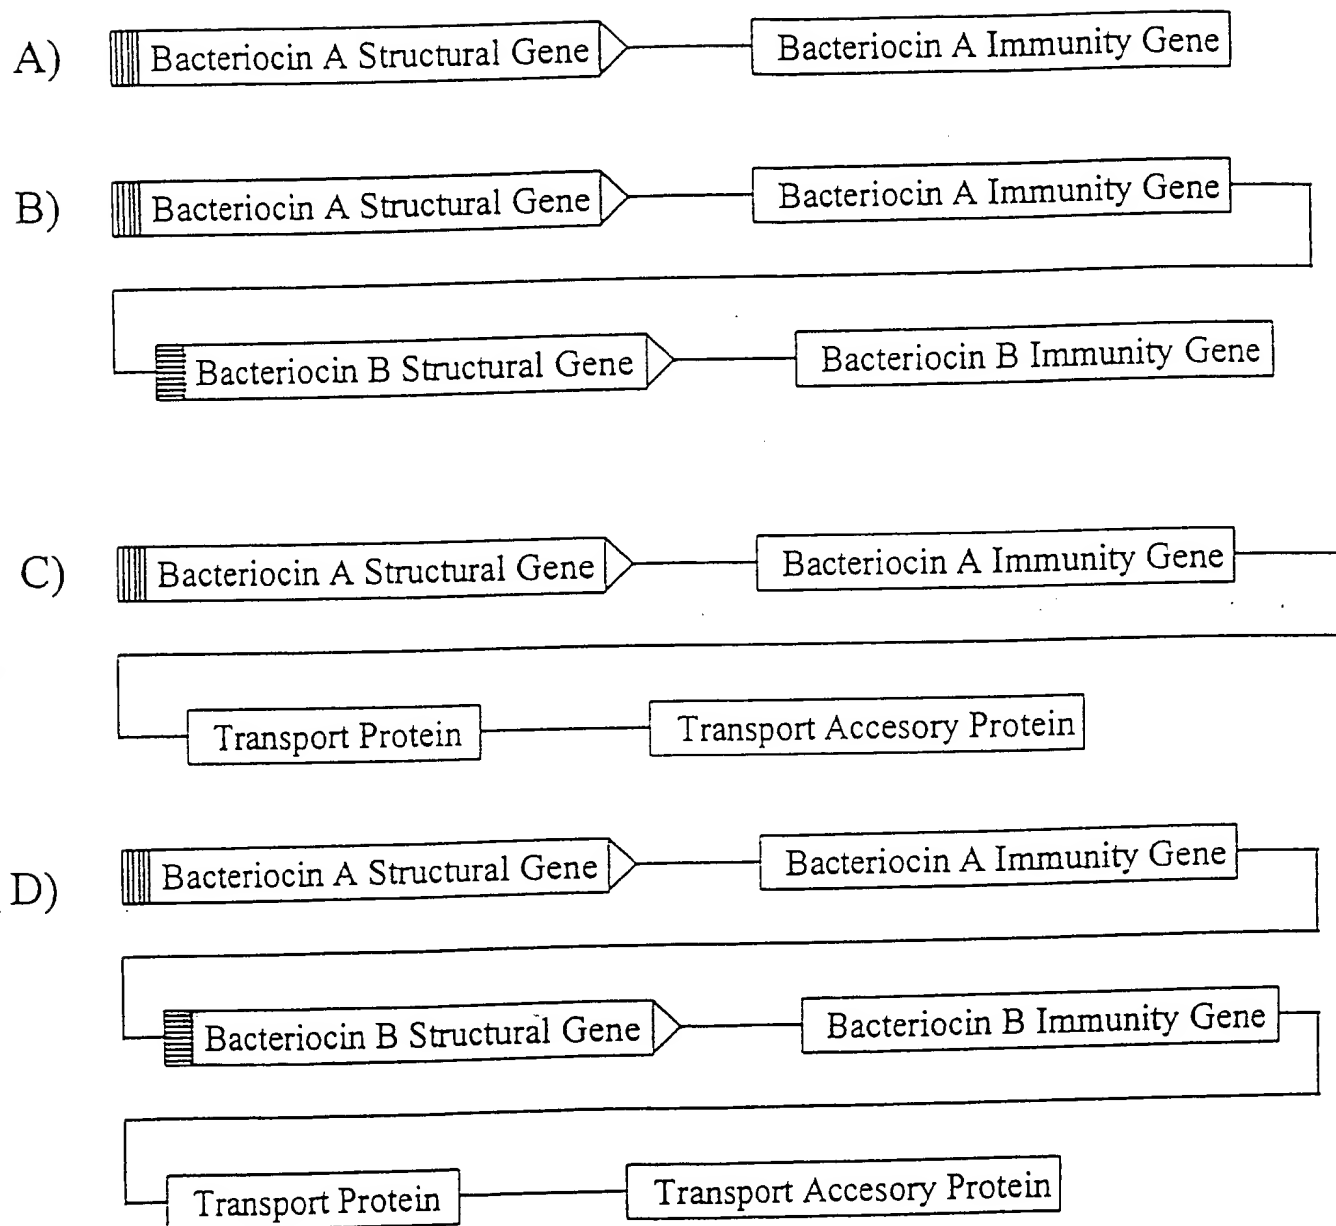 A) Bacteriocin A Structural Gene Bacteriocin A Immunity Gene
B) Bacteriocin A Structural Gene Bacteriocin A Immunity Gene
Bacteriocin B Structural Gene Bacteriocin B Immunity Gene
C) Bacteriocin A Structural Gene Bacteriocin A Immunity Gene
Transport Protein Transport Accesory Protein
D) Bacteriocin A Structural Gene Bacteriocin A Immunity Gene
Bacteriocin B Structural Gene Bacteriocin B Immunity Gene
Transport Protein Transport Accesory Protein